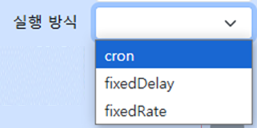 실행 방식
cron
fixedDelay
fixedRate